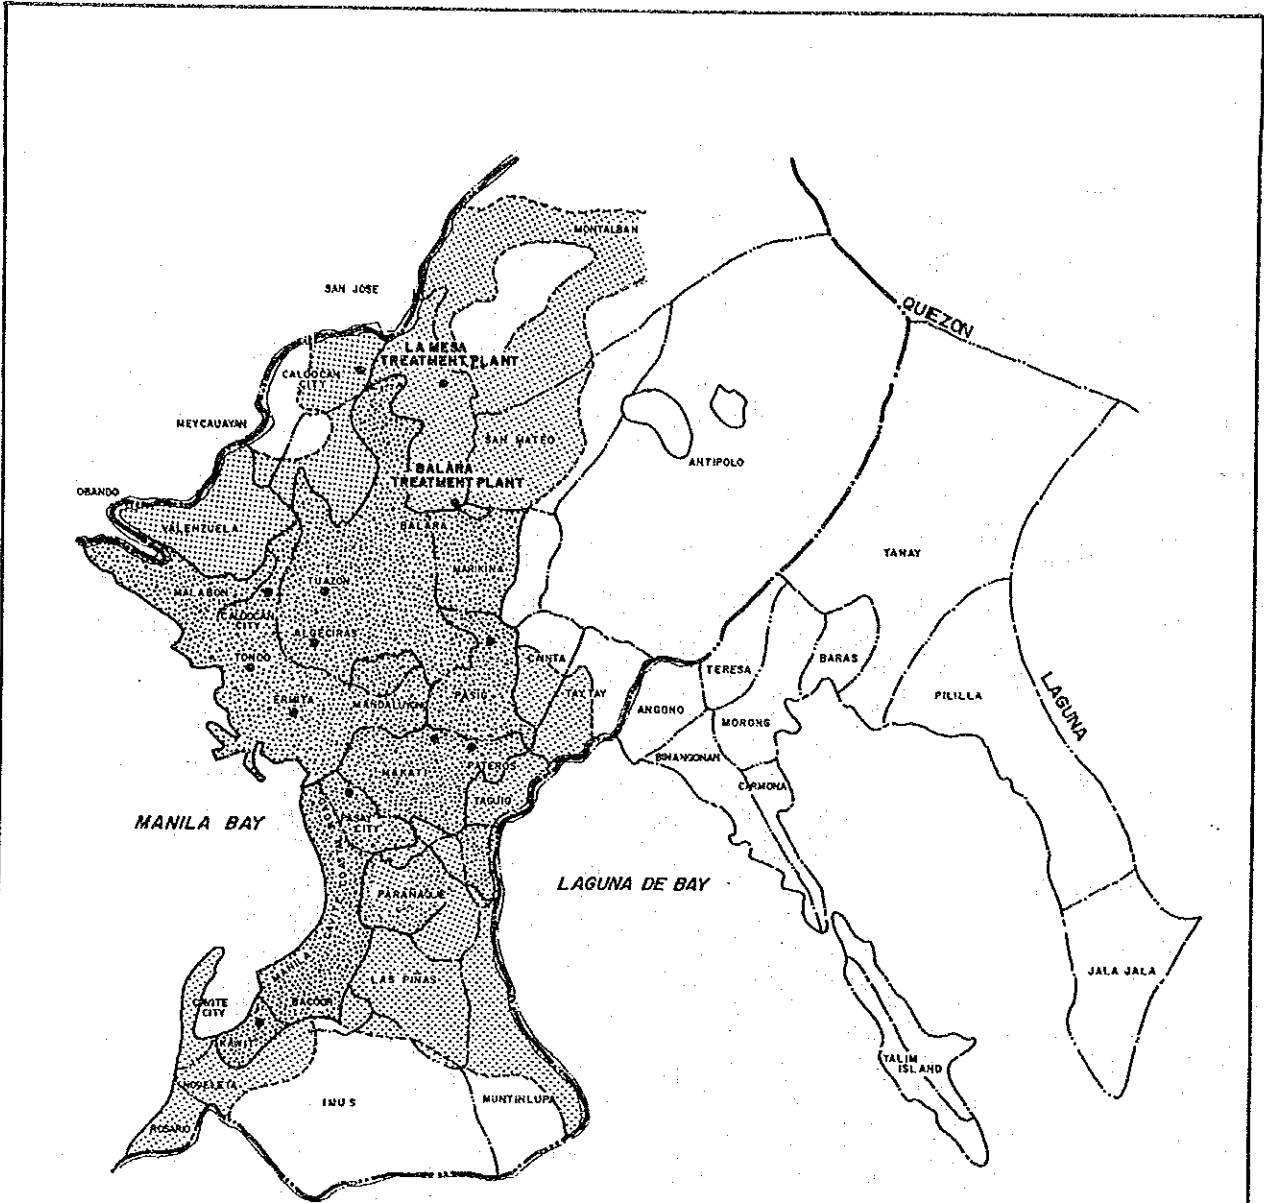 MONTALBAN
SAN JOSE
QUEZON
LA MESA
TREATMENT PLANT
CALOOCAN
CITY
MEYCAUAYAN
SAN MATEO
ANTIPOLO
BALARA
TREATMENT PLANT
OBANDO
VALENZUELA
BALARA
TANAY
MARIKINA
TUAZON
MALABON
CALOOCAN
CITY
ALGECIRAS
TONDO
CAINTA
BARAS
TERESA
PASIG
TAYTAY
PILILLA
ERMITA
MANDALUYONG
ANGONO
MORONG
LAGUNA
BINANGONAN
MAKATI
PATEROS
CARMONA
TAGUIG
PASAY
CITY
MANILA BAY
LAGUNA DE BAY
PARANAQUE
JALA JALA
LAS PIÑAS
MANILA
CAVITE
CITY
BACOOR
KAWIT
TALIM
ISLAND
NOVELETA
IMUS
MUNTINLUPA
ROSARIO